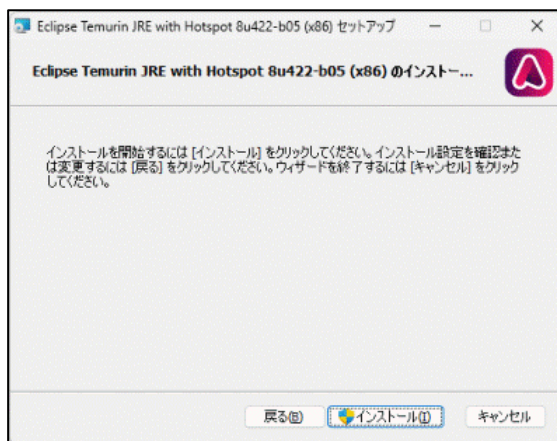 Eclipse Temurin JRE with Hotspot 8u422-b05 (x86) セットアップ
Eclipse Temurin JRE with Hotspot 8u422-b05 (x86) のインストー...
インストールを開始するには [インストール] をクリックしてください。インストール設定を確認また
は変更するには [戻る] をクリックしてください。ウィザードを終了するには [キャンセル] をクリック
してください。
戻る(B) インストール(I) キャンセル